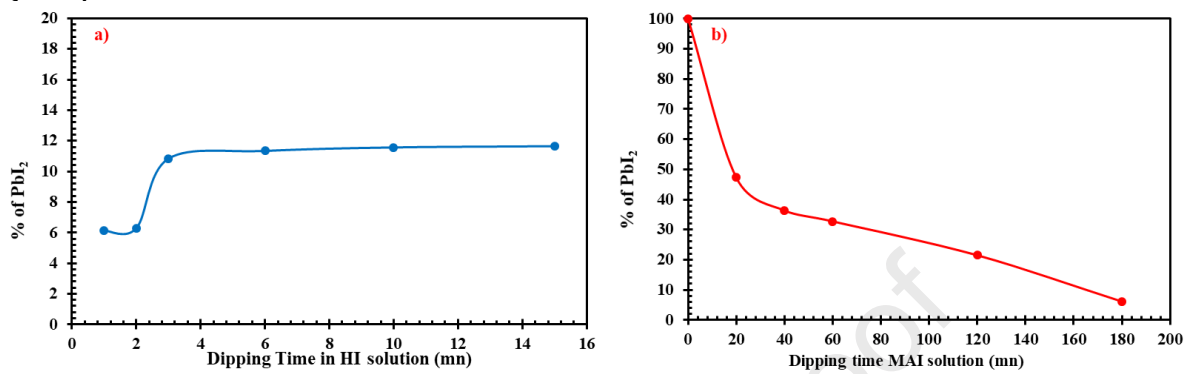 a)
20
18
16
14
12
10
8
6
4
2
0
% of PbI₂
0 2 4 6 8 10 12 14 16
Dipping Time in HI solution (mn)
b)
100
90
80
70
60
50
40
30
20
10
0
% of PbI₂
0 20 40 60 80 100 120 140 160 180 200
Dipping time MAI solution (mn)